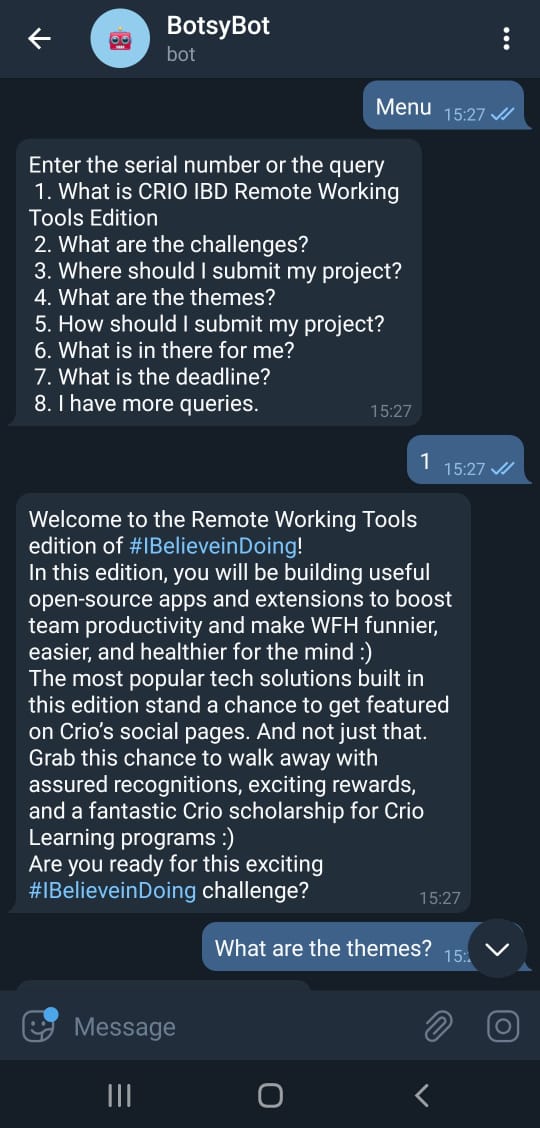 BotsyBot
bot
Menu 15:27
Enter the serial number or the query
1. What is CRIO IBD Remote Working
Tools Edition
2. What are the challenges?
3. Where should I submit my project?
4. What are the themes?
5. How should I submit my project?
6. What is in there for me?
7. What is the deadline?
8. I have more queries.
15:27
1 15:27
Welcome to the Remote Working Tools
edition of #IBelieveinDoing!
In this edition, you will be building useful
open-source apps and extensions to boost
team productivity and make WFH funnier,
easier, and healthier for the mind :)
The most popular tech solutions built in
this edition stand a chance to get featured
on Crio’s social pages. And not just that.
Grab this chance to walk away with
assured recognitions, exciting rewards,
and a fantastic Crio scholarship for Crio
Learning programs :)
Are you ready for this exciting
#IBelieveinDoing challenge?
15:27
What are the themes?
Message